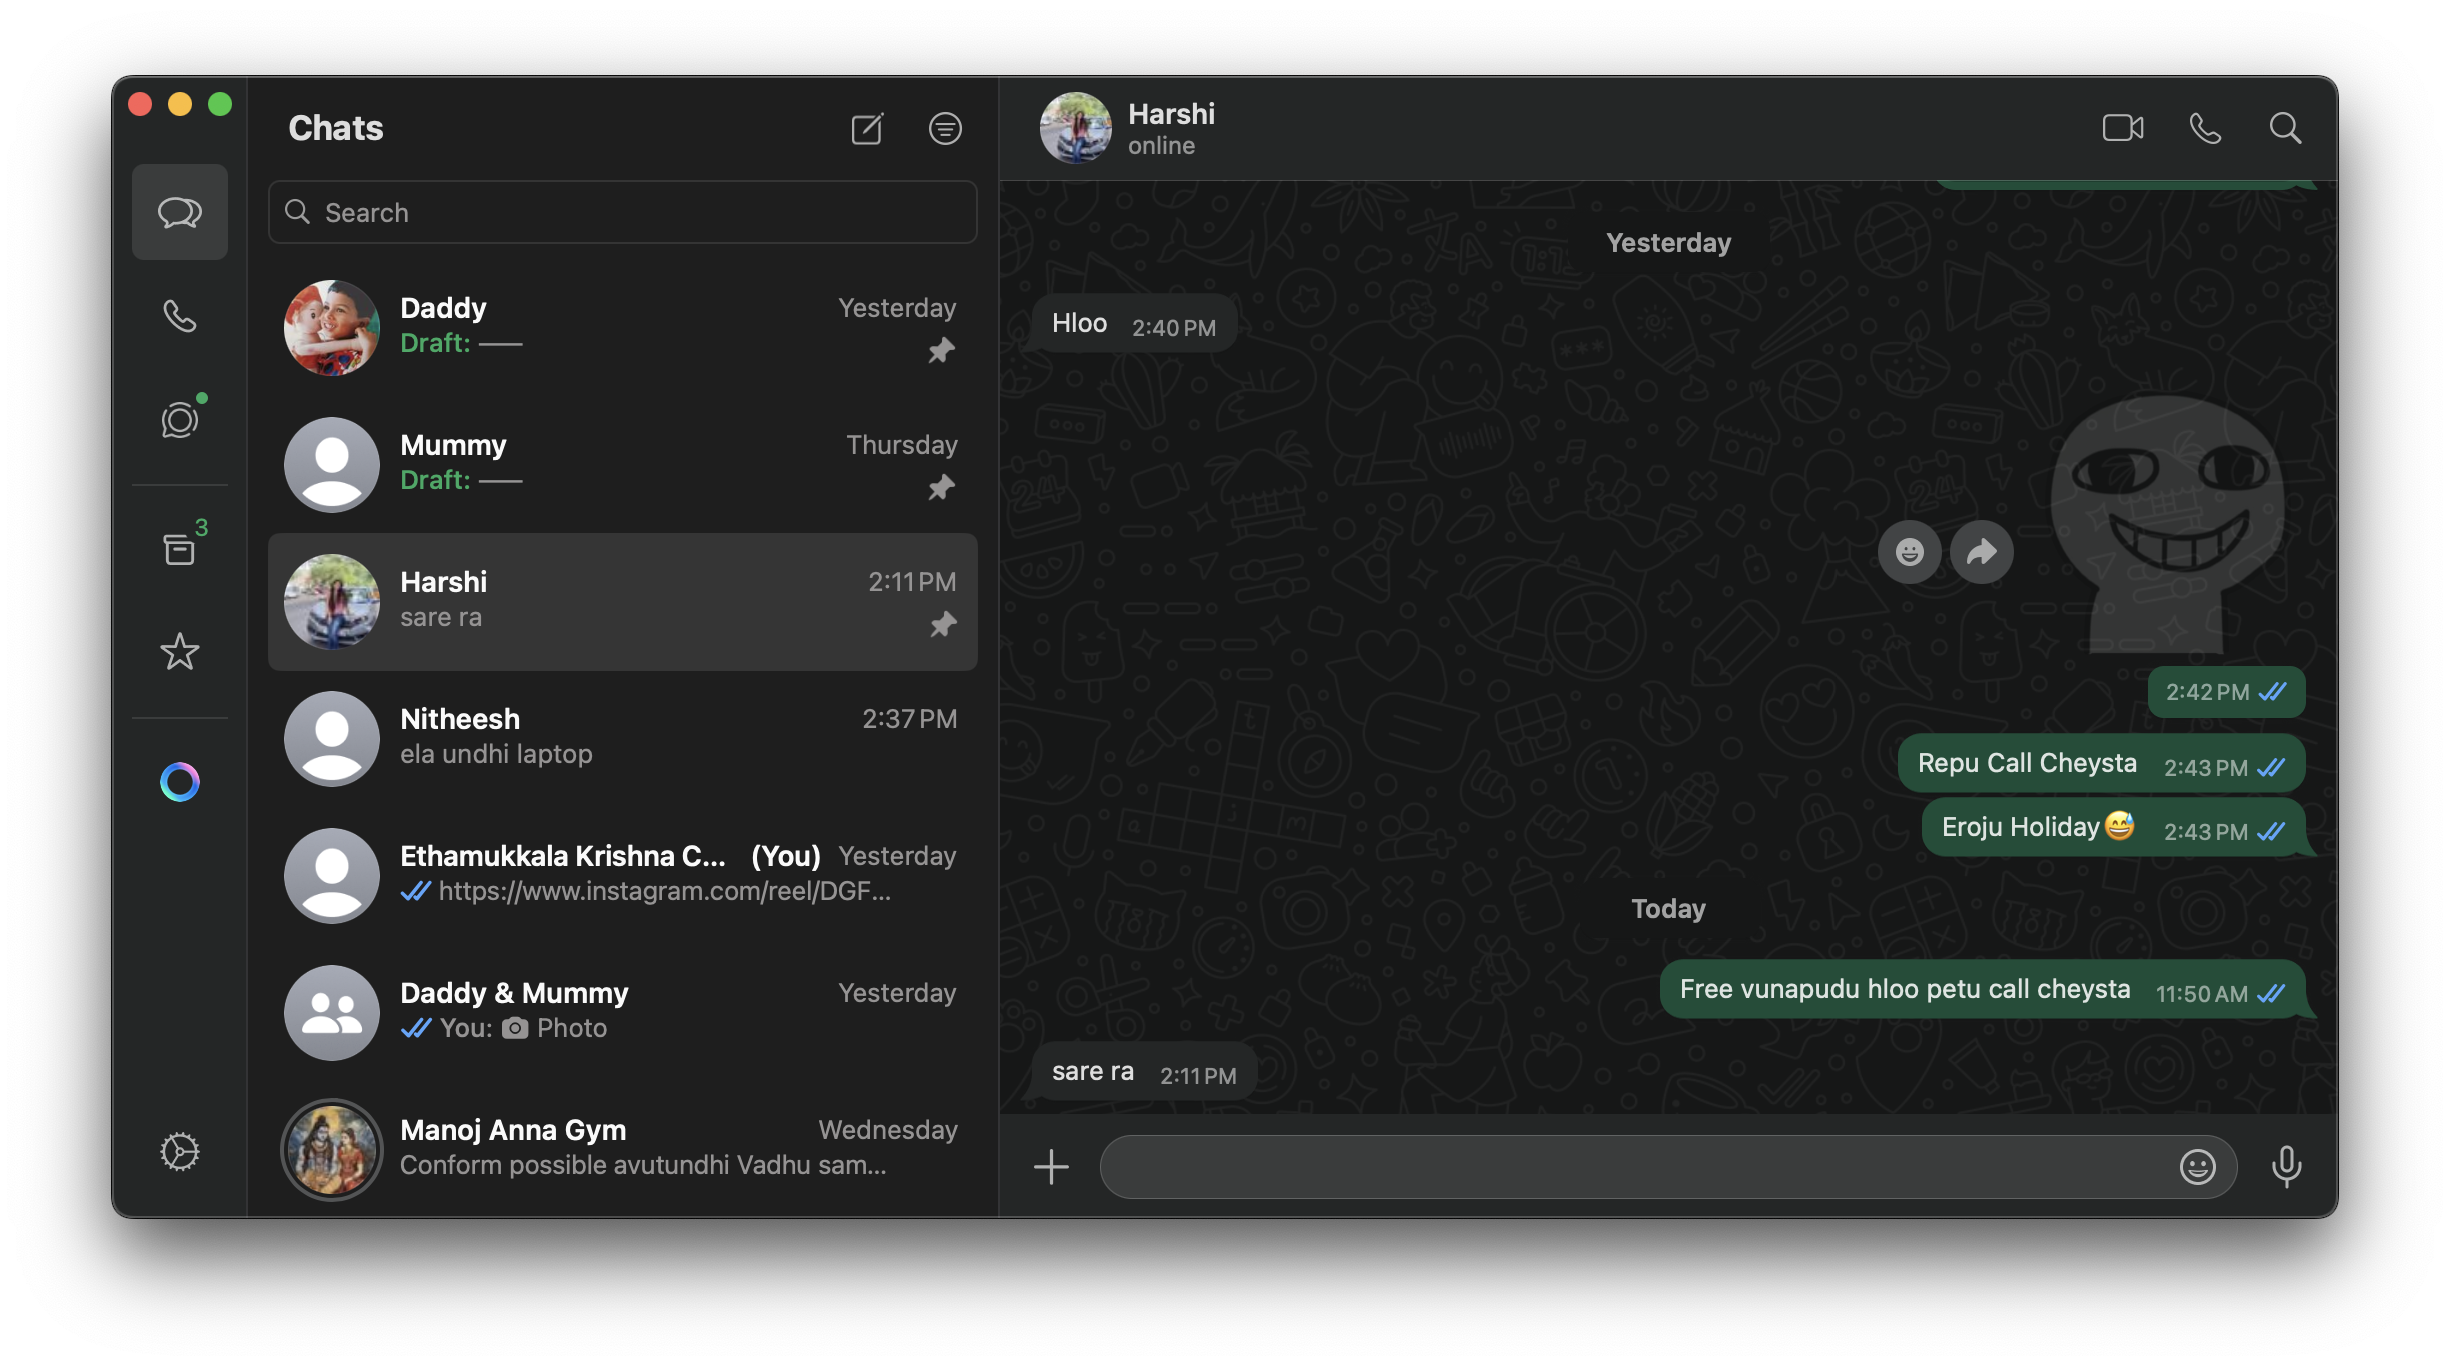 Chats
Search
Daddy
Yesterday
Draft: ——
Mummy
Thursday
Draft: ——
3
Harshi
2:11 PM
sare ra
Nitheesh
2:37 PM
ela undhi laptop
Ethamukkala Krishna C... (You)
Yesterday
https://www.instagram.com/reel/DGF...
Daddy & Mummy
Yesterday
You: Photo
Manoj Anna Gym
Wednesday
Conform possible avutundhi Vadhu sam...
Harshi
online
Yesterday
Hloo 2:40 PM
2:42 PM
Repu Call Cheysta 2:43 PM
Eroju Holiday😅 2:43 PM
Today
Free vunapudu hloo petu call cheysta 11:50 AM
sare ra 2:11 PM